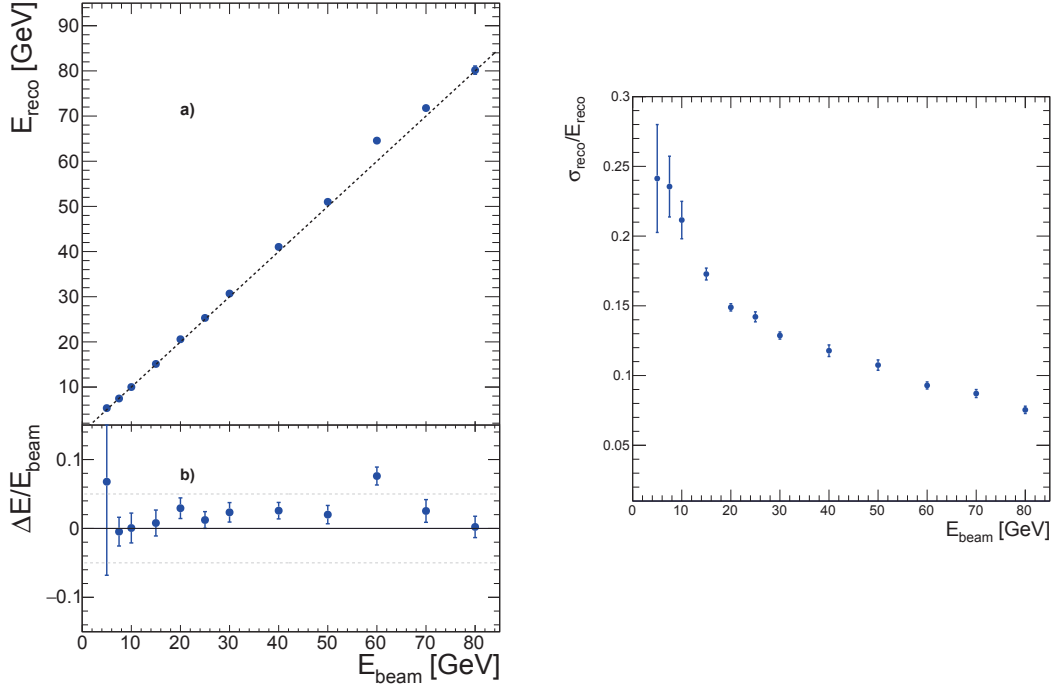 E_reco [GeV]
90
80
70
60
50
40
30
20
10
a)
ΔE/E_beam
0.1
0
−0.1
b)
0 10 20 30 40 50 60 70 80
E_beam [GeV]
σ_reco/E_reco
0.3
0.25
0.2
0.15
0.1
0.05
0 10 20 30 40 50 60 70 80
E_beam [GeV]